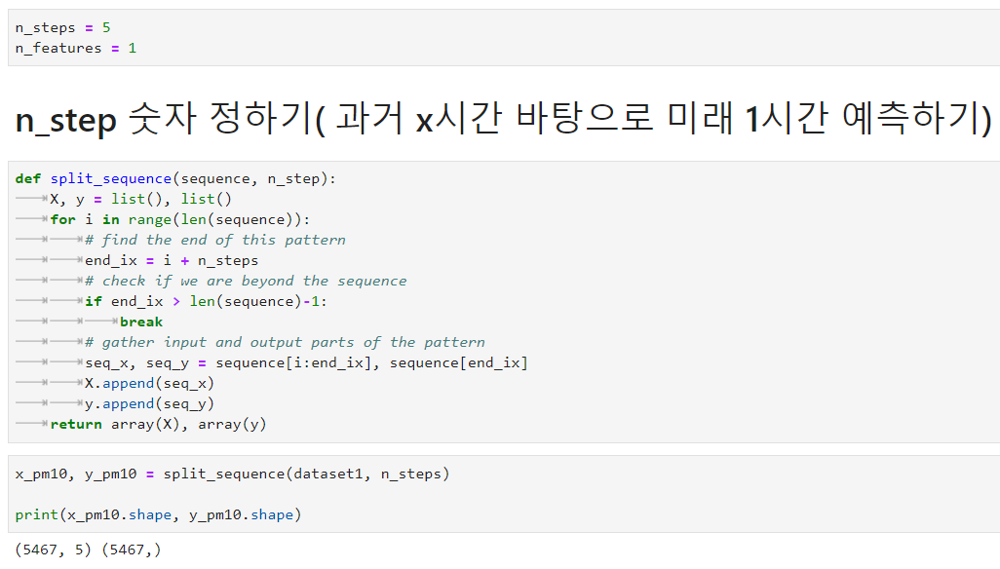 n_steps = 5
n_features = 1
n_step 숫자 정하기( 과거 x시간 바탕으로 미래 1시간 예측하기)
def split_sequence(sequence, n_step):
X, y = list(), list()
for i in range(len(sequence)):
# find the end of this pattern
end_ix = i + n_steps
# check if we are beyond the sequence
if end_ix > len(sequence)-1:
break
# gather input and output parts of the pattern
seq_x, seq_y = sequence[i:end_ix], sequence[end_ix]
X.append(seq_x)
y.append(seq_y)
return array(X), array(y)
x_pm10, y_pm10 = split_sequence(dataset1, n_steps)
print(x_pm10.shape, y_pm10.shape)
(5467, 5) (5467,)